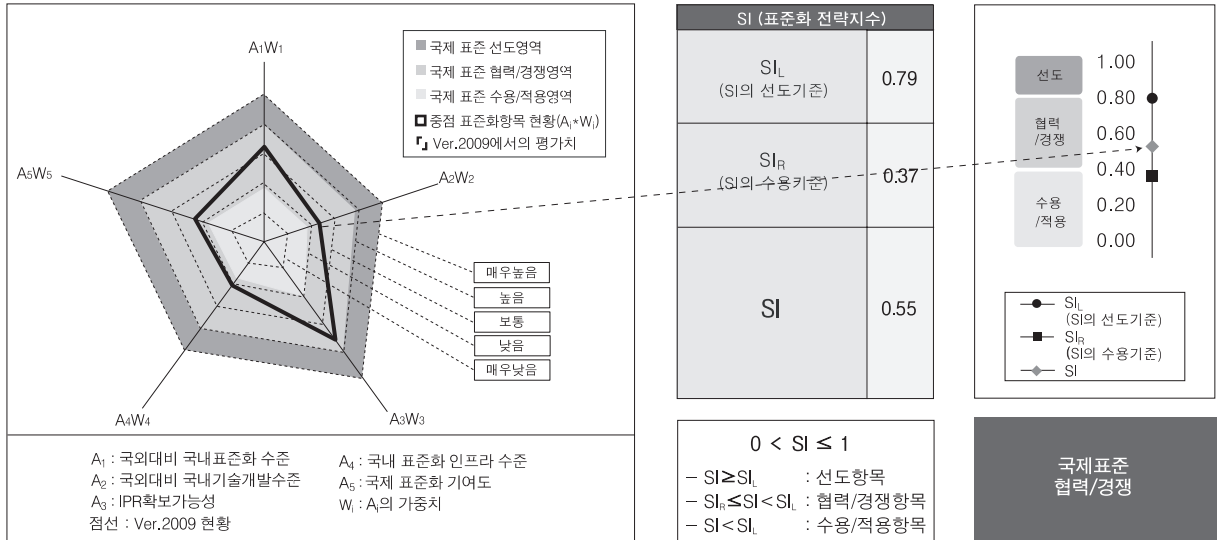 A₁W₁
A₂W₂
A₃W₃
A₄W₄
A₅W₅
국제 표준 선도영역
국제 표준 협력/경쟁영역
국제 표준 수용/적용영역
중점 표준화항목 현황(Aᵢ*Wᵢ)
Ver.2009에서의 평가치
매우높음
높음
보통
낮음
매우낮음
A₁ : 국외대비 국내표준화 수준
A₂ : 국외대비 국내기술개발수준
A₃ : IPR확보가능성
점선 : Ver.2009 현황
A₄ : 국내 표준화 인프라 수준
A₅ : 국제 표준화 기여도
Wᵢ : Aᵢ의 가중치
SI (표준화 전략지수)
SI_L
(SI의 선도기준)
0.79
SI_R
(SI의 수용기준)
0.37
SI
0.55
0 < SI ≤ 1
– SI≥SI_L : 선도항목
– SI_R≤SI<SI_L : 협력/경쟁항목
– SI<SI_L : 수용/적용항목
선도
협력
/경쟁
수용
/적용
1.00
0.80
0.60
0.40
0.20
0.00
SI_L
(SI의 선도기준)
SI_R
(SI의 수용기준)
SI
국제표준
협력/경쟁